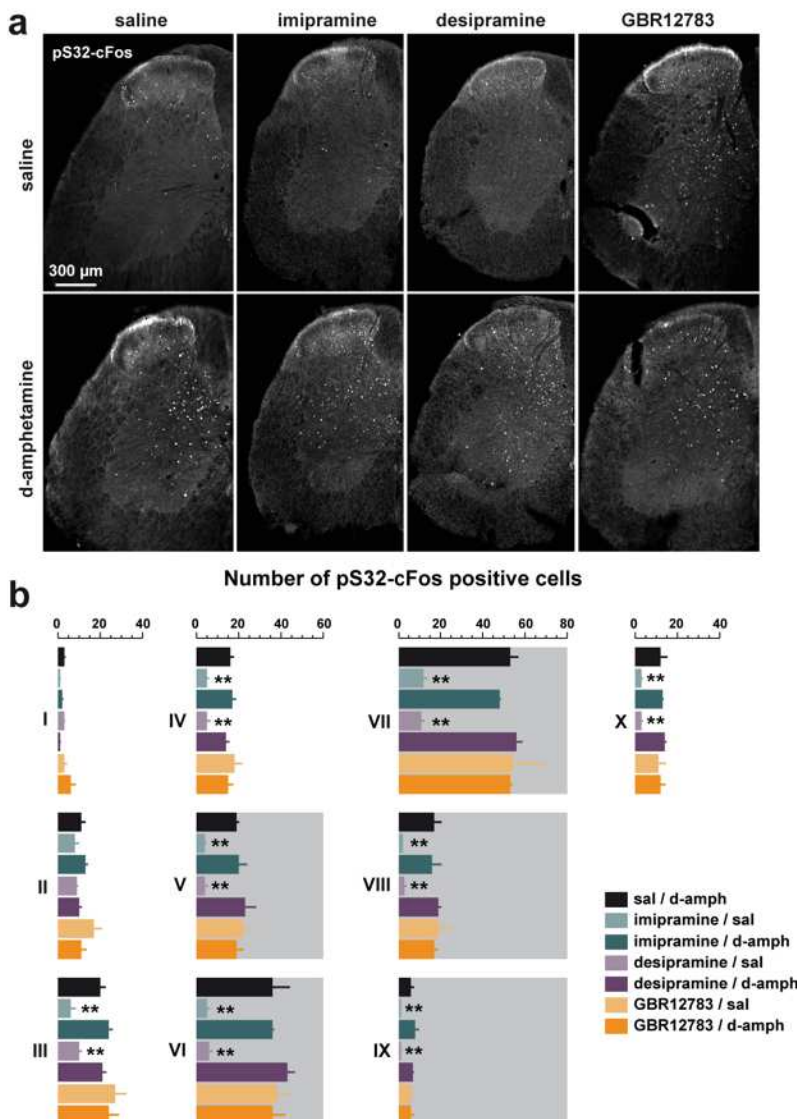 a
saline imipramine desipramine GBR12783
pS32-cFos
saline
300 µm
d-amphetamine
Number of pS32-cFos positive cells
b
0 20 40 0 20 40 60 0 20 40 60 80 0 20 40
I
**
**
IV
**
**
VII
**
**
X
II
**
**
V
**
**
VIII
**
**
III
**
**
VI
**
**
IX
sal / d-amph
imipramine / sal
imipramine / d-amph
desipramine / sal
desipramine / d-amph
GBR12783 / sal
GBR12783 / d-amph